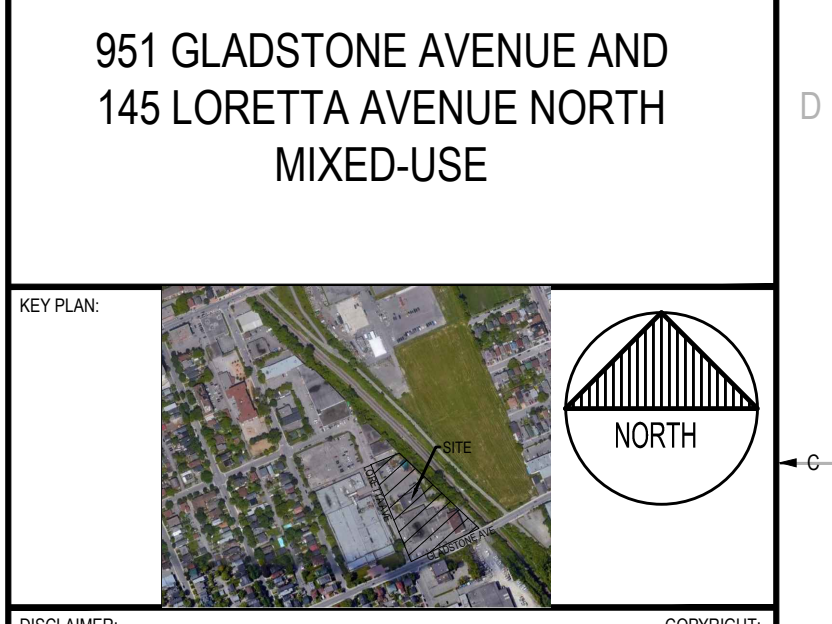 951 GLADSTONE AVENUE AND
145 LORETTA AVENUE NORTH
MIXED-USE
D
KEY PLAN:
SITE
LORETTA AVE
GLADSTONE AVE
NORTH
C
DISCLAIMER:
COPYRIGHT: